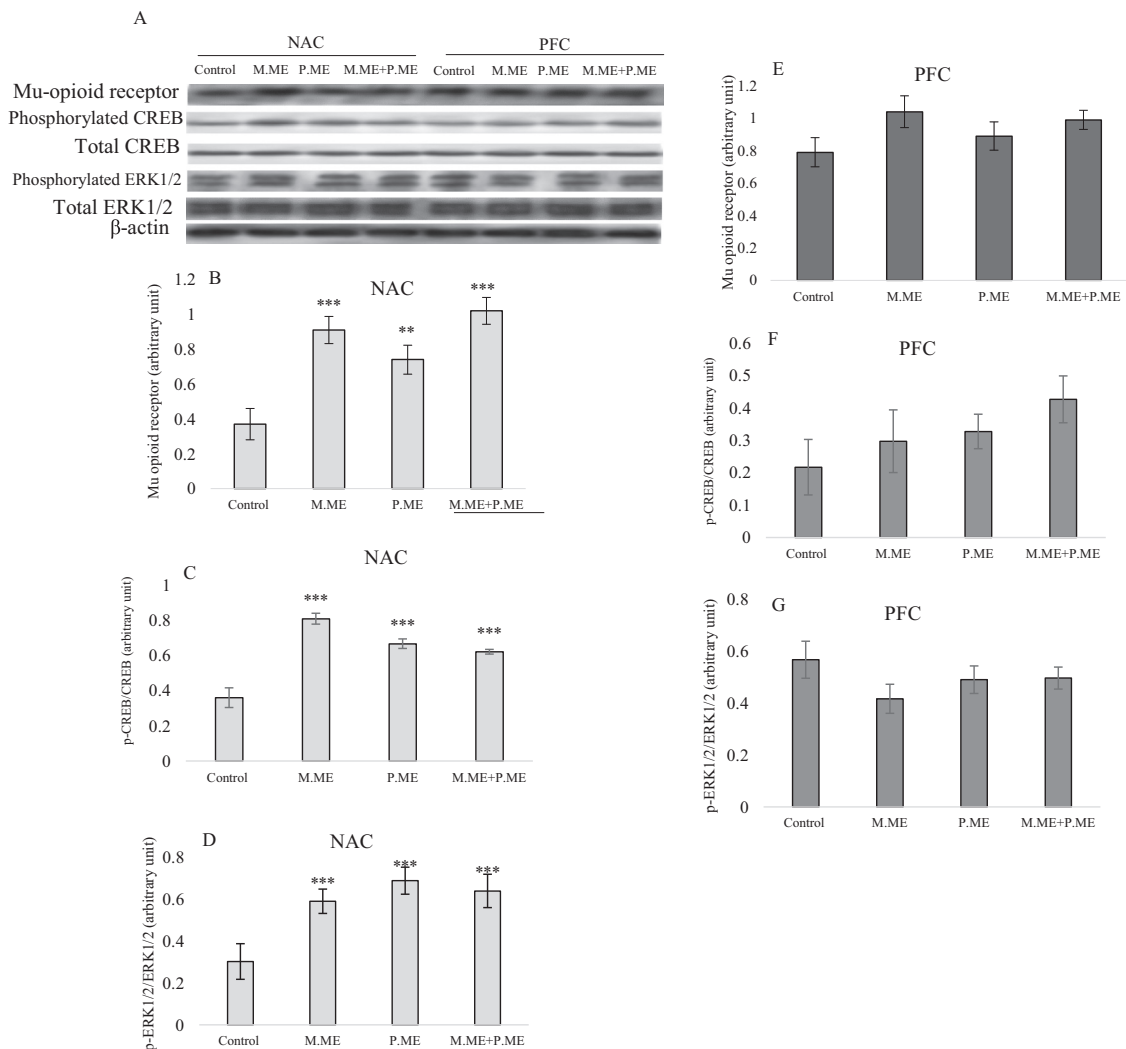 A
NAC PFC
Control M.ME P.ME M.ME+P.ME Control M.ME P.ME M.ME+P.ME
Mu-opioid receptor
Phosphorylated CREB
Total CREB
Phosphorylated ERK1/2
Total ERK1/2
β-actin
B
NAC
Mu opioid receptor (arbitrary unit)
1.2
1
0.8
0.6
0.4
0.2
0
***
**
***
Control M.ME P.ME M.ME+P.ME
C
NAC
p-CREB/CREB (arbitrary unit)
1
0.8
0.6
0.4
0.2
0
***
***
***
Control M.ME P.ME M.ME+P.ME
D
NAC
p-ERK1/2/ERK1/2 (arbitrary unit)
0.8
0.6
0.4
0.2
0
***
***
***
Control M.ME P.ME M.ME+P.ME
E
PFC
Mu opioid receptor (arbitrary unit)
1.2
1
0.8
0.6
0.4
0.2
0
Control M.ME P.ME M.ME+P.ME
F
PFC
p-CREB/CREB (arbitrary unit)
0.6
0.5
0.4
0.3
0.2
0.1
0
Control M.ME P.ME M.ME+P.ME
G
PFC
p-ERK1/2/ERK1/2 (arbitrary unit)
0.8
0.6
0.4
0.2
0
Control M.ME P.ME M.ME+P.ME